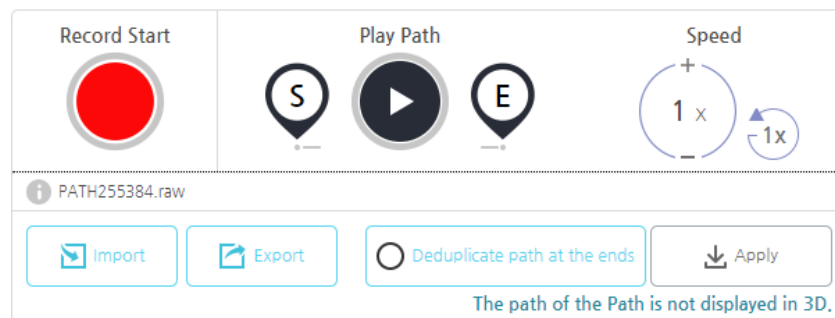 Record Start
Play Path
Speed
S
E
+
1 x
−
1x
i PATH255384.raw
Import
Export
Deduplicate path at the ends
Apply
The path of the Path is not displayed in 3D.